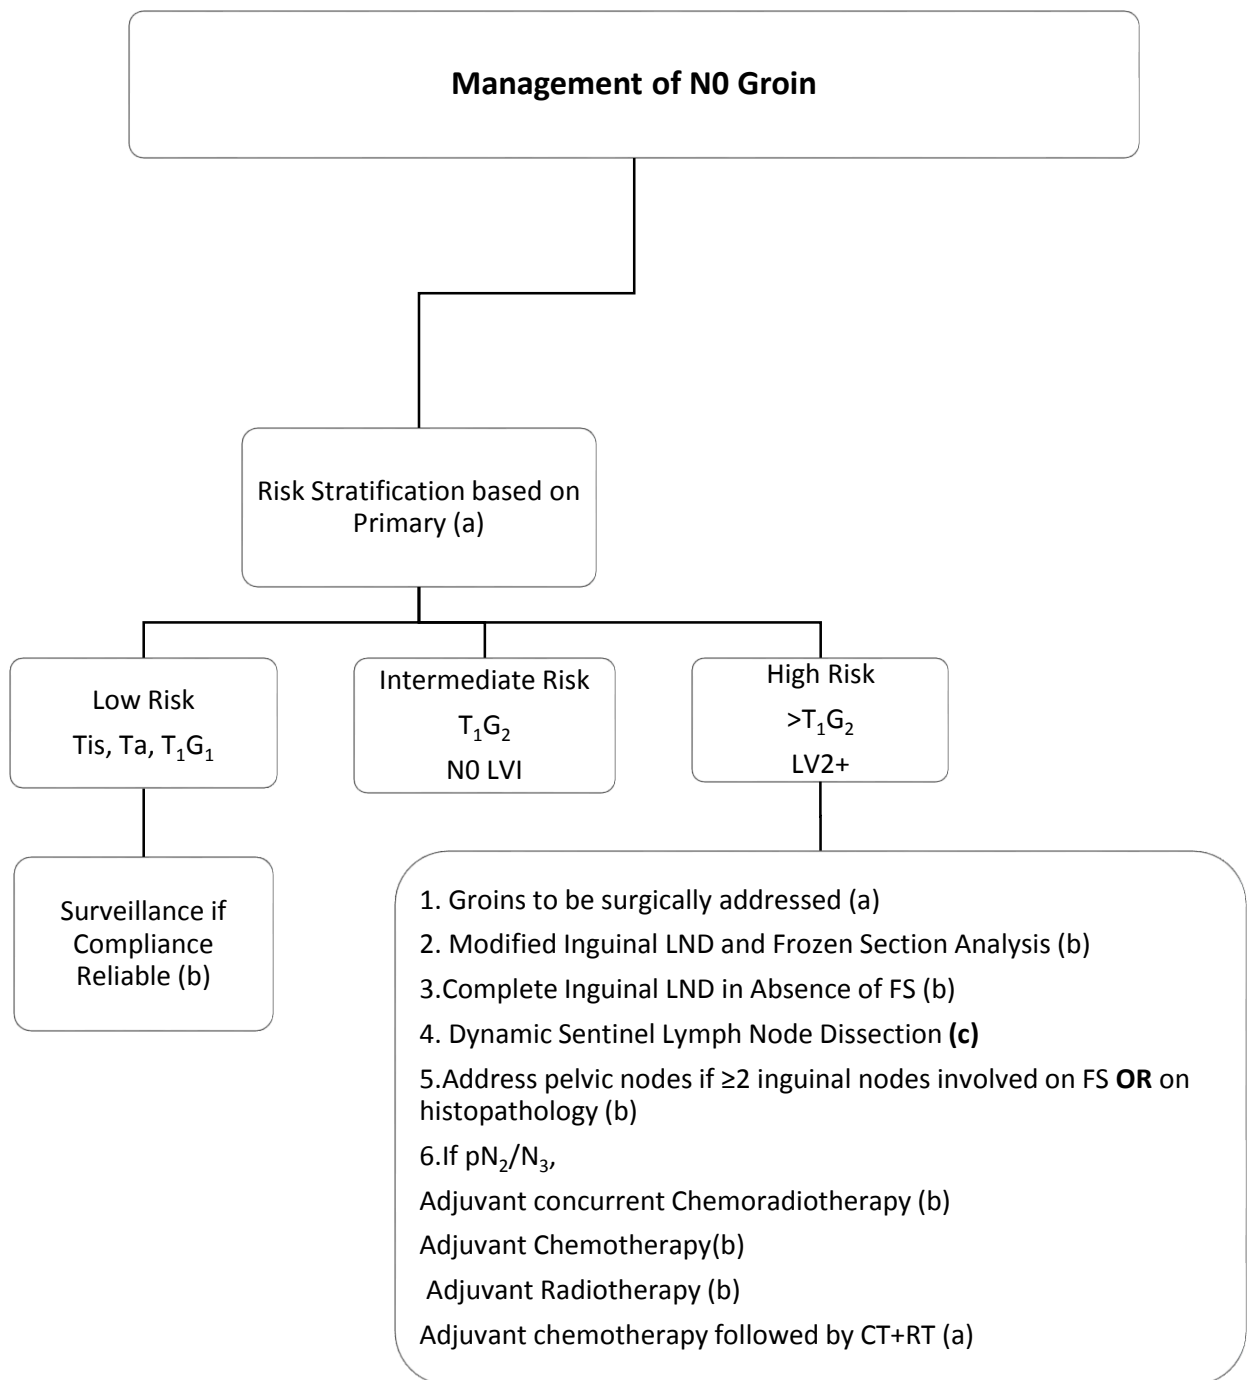 Management of N0 Groin
Risk Stratification based on
Primary (a)
Low Risk
Tis, Ta, T₁G₁
Intermediate Risk
T₁G₂
N0 LVI
High Risk
>T₁G₂
LV2+
Surveillance if
Compliance
Reliable (b)
1. Groins to be surgically addressed (a)
2. Modified Inguinal LND and Frozen Section Analysis (b)
3.Complete Inguinal LND in Absence of FS (b)
4. Dynamic Sentinel Lymph Node Dissection (c)
5.Address pelvic nodes if ≥2 inguinal nodes involved on FS OR on
histopathology (b)
6.If pN₂/N₃,
Adjuvant concurrent Chemoradiotherapy (b)
Adjuvant Chemotherapy(b)
Adjuvant Radiotherapy (b)
Adjuvant chemotherapy followed by CT+RT (a)